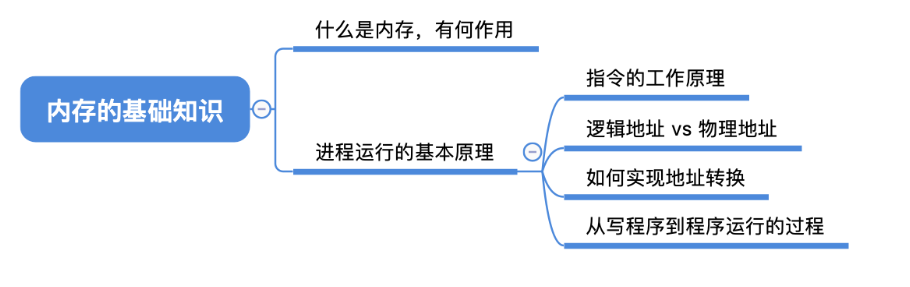 什么是内存，有何作用
指令的工作原理
内存的基础知识
逻辑地址 vs 物理地址
进程运行的基本原理
如何实现地址转换
从写程序到程序运行的过程